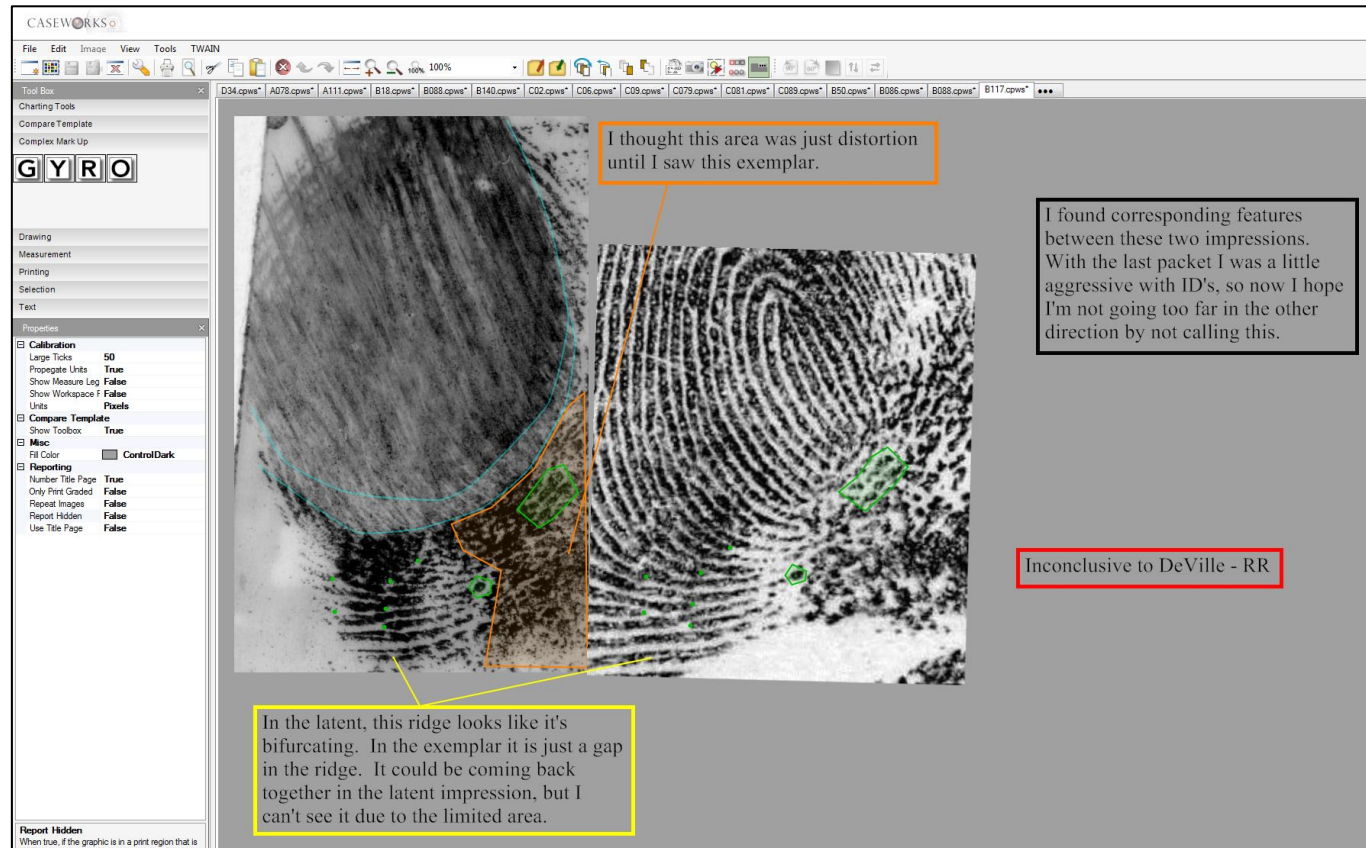 CASEWORKS
File Edit Image View Tools TWAIN
100% 100%
Tool Box
D34.cpws* A078.cpws* A111.cpws* B18.cpws* B088.cpws* B140.cpws* C02.cpws* C06.cpws* C09.cpws* C079.cpws* C081.cpws* C089.cpws* B50.cpws* B086.cpws* B088.cpws* B117.cpws*
Charting Tools
Compare Template
Complex Mark Up
G Y R O
Drawing
Measurement
Printing
Selection
Text
Properties
Calibration
Large Ticks 50
Propegate Units True
Show Measure Leg False
Show Workspace F False
Units Pixels
Compare Template
Show Toolbox True
Misc
Fill Color ControlDark
Reporting
Number Title Page True
Only Print Graded False
Repeat Images False
Report Hidden False
Use Title Page False
Report Hidden
When true, if the graphic is in a print region that is
I thought this area was just distortion
until I saw this exemplar.
I found corresponding features
between these two impressions.
With the last packet I was a little
aggressive with ID's, so now I hope
I'm not going too far in the other
direction by not calling this.
Inconclusive to DeVille - RR
In the latent, this ridge looks like it's
bifurcating. In the exemplar it is just a gap
in the ridge. It could be coming back
together in the latent impression, but I
can't see it due to the limited area.